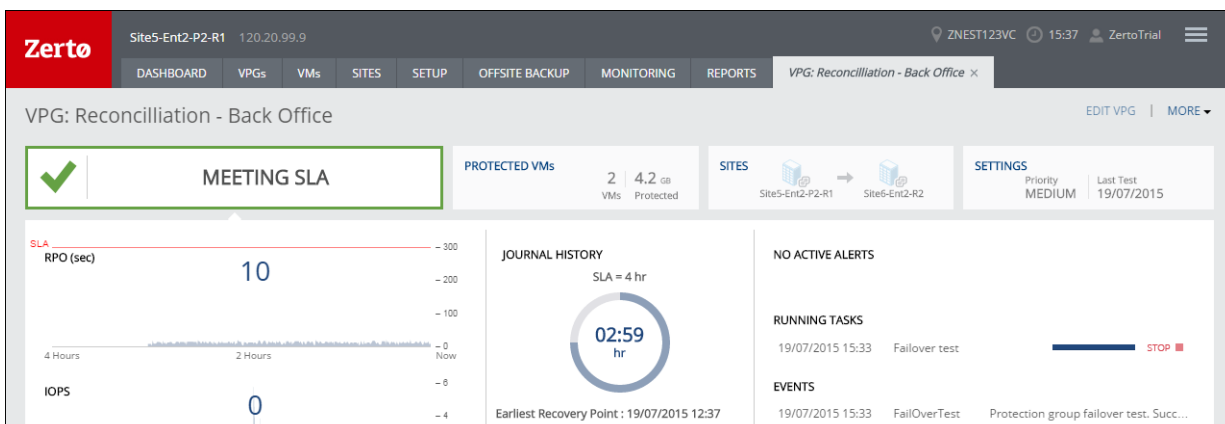 Zerto
Site5-Ent2-P2-R1 120.20.99.9
ZNEST123VC 15:37 ZertoTrial
DASHBOARD VPGs VMs SITES SETUP OFFSITE BACKUP MONITORING REPORTS VPG: Reconcilliation - Back Office ×
VPG: Reconcilliation - Back Office
EDIT VPG | MORE
MEETING SLA
PROTECTED VMs
2 4.2 GB
VMs Protected
SITES
Site5-Ent2-P2-R1 Site6-Ent2-R2
SETTINGS
Priority Last Test
MEDIUM 19/07/2015
SLA
RPO (sec)
10
300
200
100
0
4 Hours 2 Hours Now
IOPS
0
6
4
JOURNAL HISTORY
SLA = 4 hr
02:59
hr
Earliest Recovery Point : 19/07/2015 12:37
NO ACTIVE ALERTS
RUNNING TASKS
19/07/2015 15:33 Failover test STOP
EVENTS
19/07/2015 15:33 FailOverTest Protection group failover test. Succ...